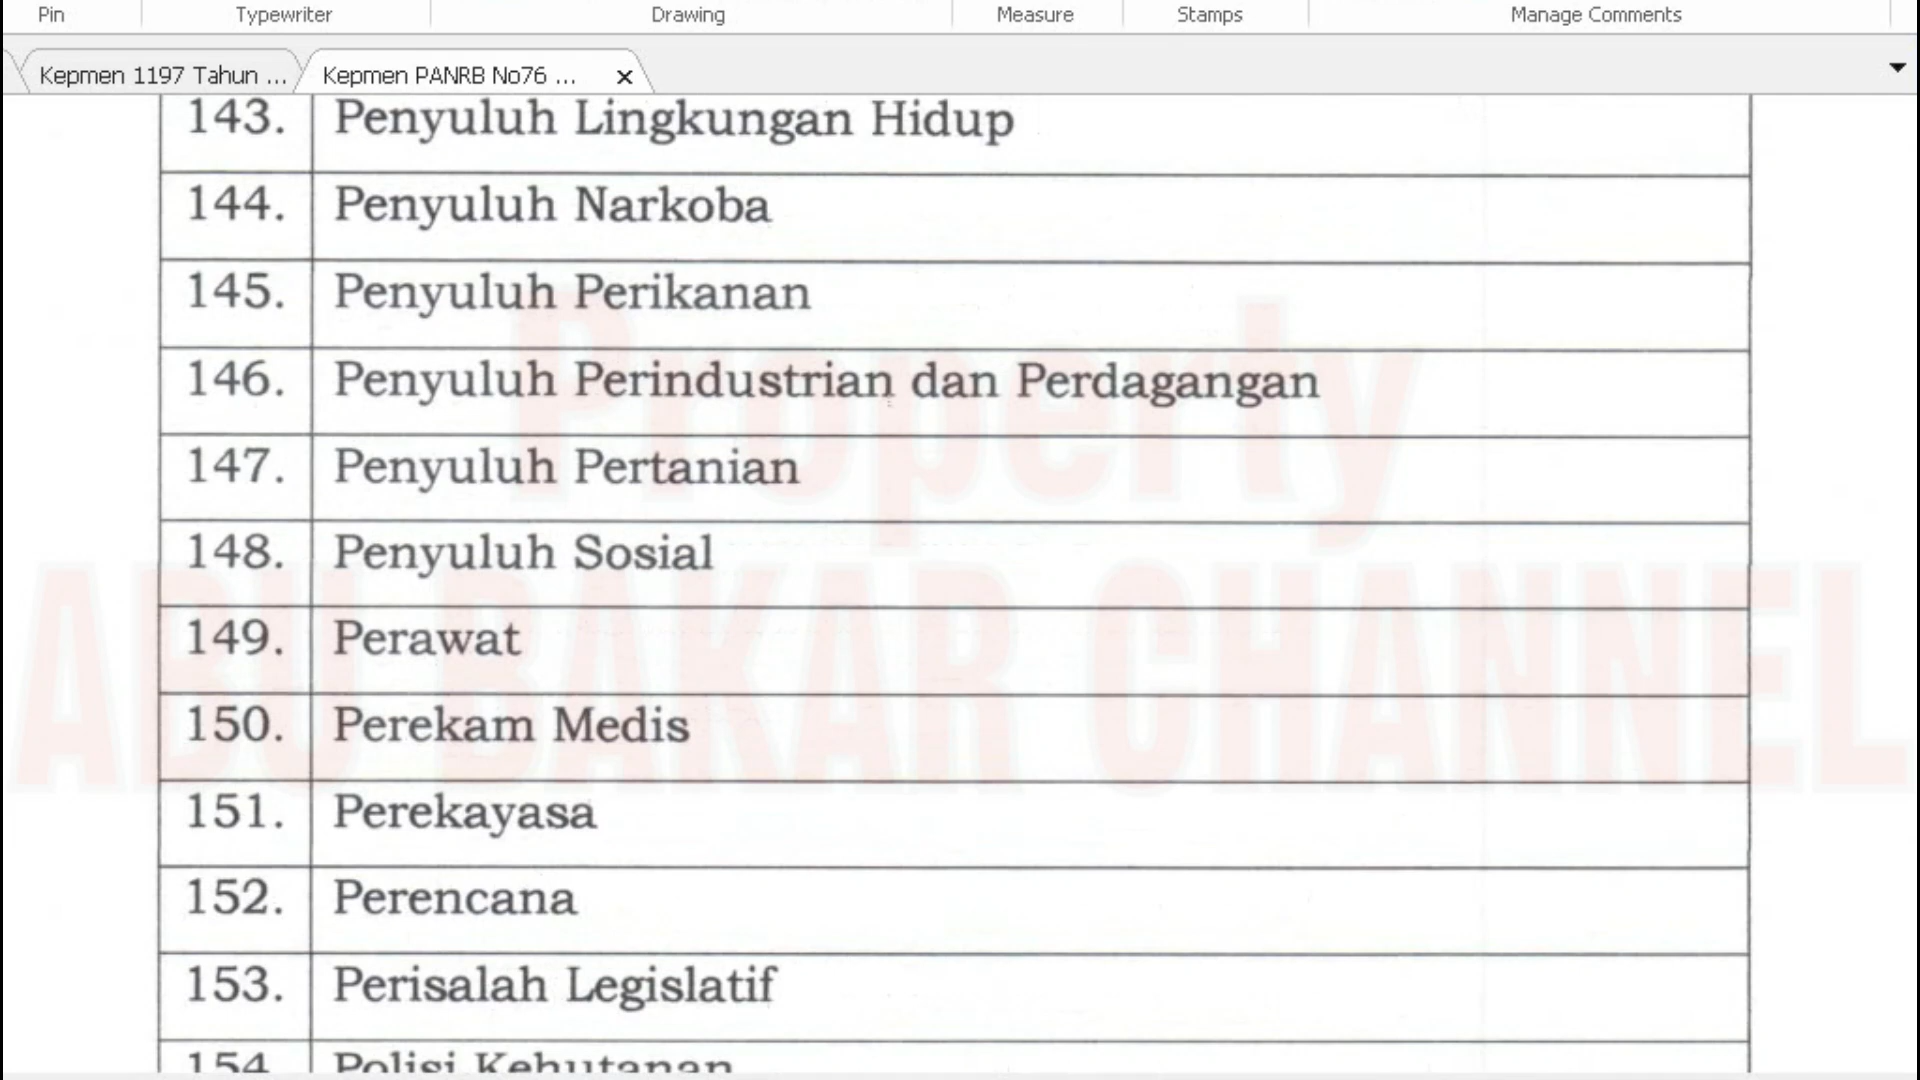 Pin Typewriter Drawing Measure Stamps Manage Comments
Kepmen 1197 Tahun ... Kepmen PANRB No76 ... x
143. Penyuluh Lingkungan Hidup
144. Penyuluh Narkoba
145. Penyuluh Perikanan
146. Penyuluh Perindustrian dan Perdagangan
147. Penyuluh Pertanian
148. Penyuluh Sosial
149. Perawat
150. Perekam Medis
151. Perekayasa
152. Perencana
153. Perisalah Legislatif
154 Polisi Kehutanan
Property
ABU BAKAR CHANNEL